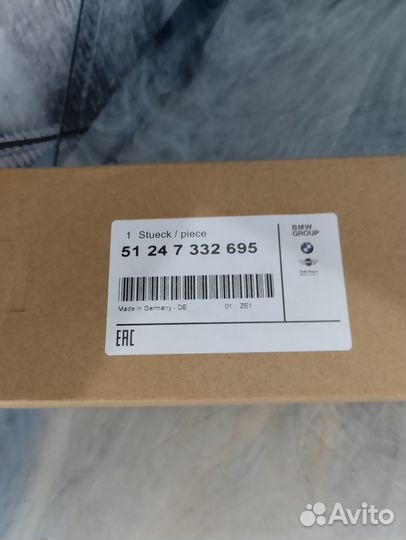 1 Stueck / piece
51 24 7 332 695
Made in Germany - DE 01 ZE1
EAC
BMW
GROUP
Avito